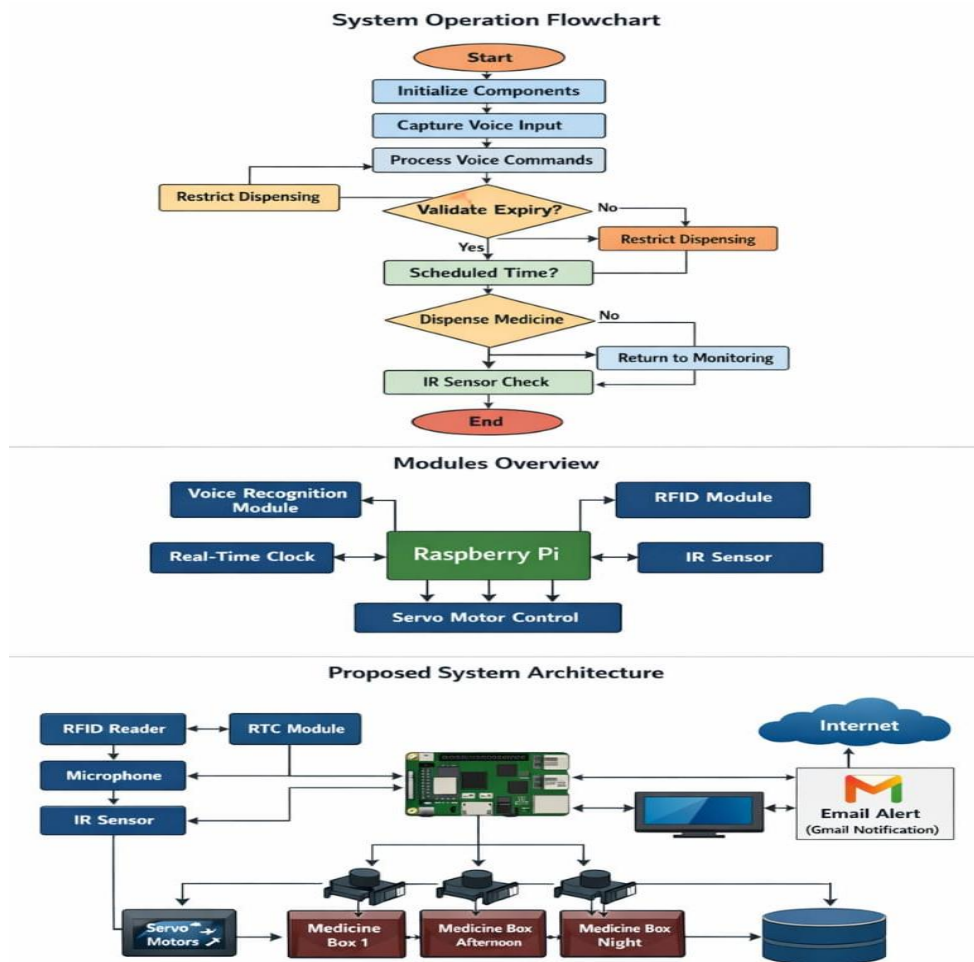 System Operation Flowchart
Start
Initialize Components
Capture Voice Input
Process Voice Commands
Restrict Dispensing
Validate Expiry?
No
Restrict Dispensing
Yes
Scheduled Time?
Dispense Medicine
No
Return to Monitoring
IR Sensor Check
End
Modules Overview
Voice Recognition
Module
RFID Module
Real-Time Clock
Raspberry Pi
IR Sensor
Servo Motor Control
Proposed System Architecture
RFID Reader
RTC Module
Internet
Microphone
IR Sensor
Email Alert
(Gmail Notification)
Servo
Motors
Medicine
Box 1
Medicine Box
Afternoon
Medicine Box
Night